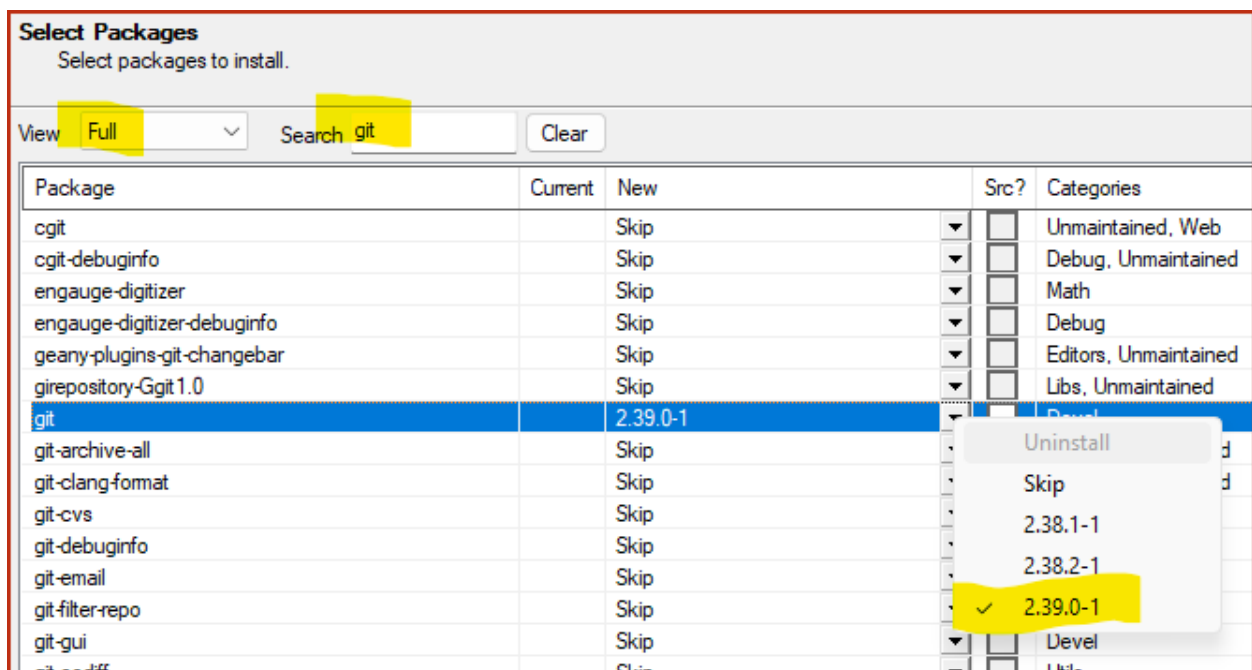 Select Packages
Select packages to install.
View Full Search git Clear
Package Current New Src? Categories
cgit Skip Unmaintained, Web
cgit-debuginfo Skip Debug, Unmaintained
engauge-digitizer Skip Math
engauge-digitizer-debuginfo Skip Debug
geany-plugins-git-changebar Skip Editors, Unmaintained
girepository-Ggit1.0 Skip Libs, Unmaintained
git 2.39.0-1 Devel
git-archive-all Skip
git-clang-format Skip
git-cvs Skip
git-debuginfo Skip
git-email Skip
git-filter-repo Skip
git-gui Skip Devel
Uninstall
Skip
2.38.1-1
2.38.2-1
2.39.0-1